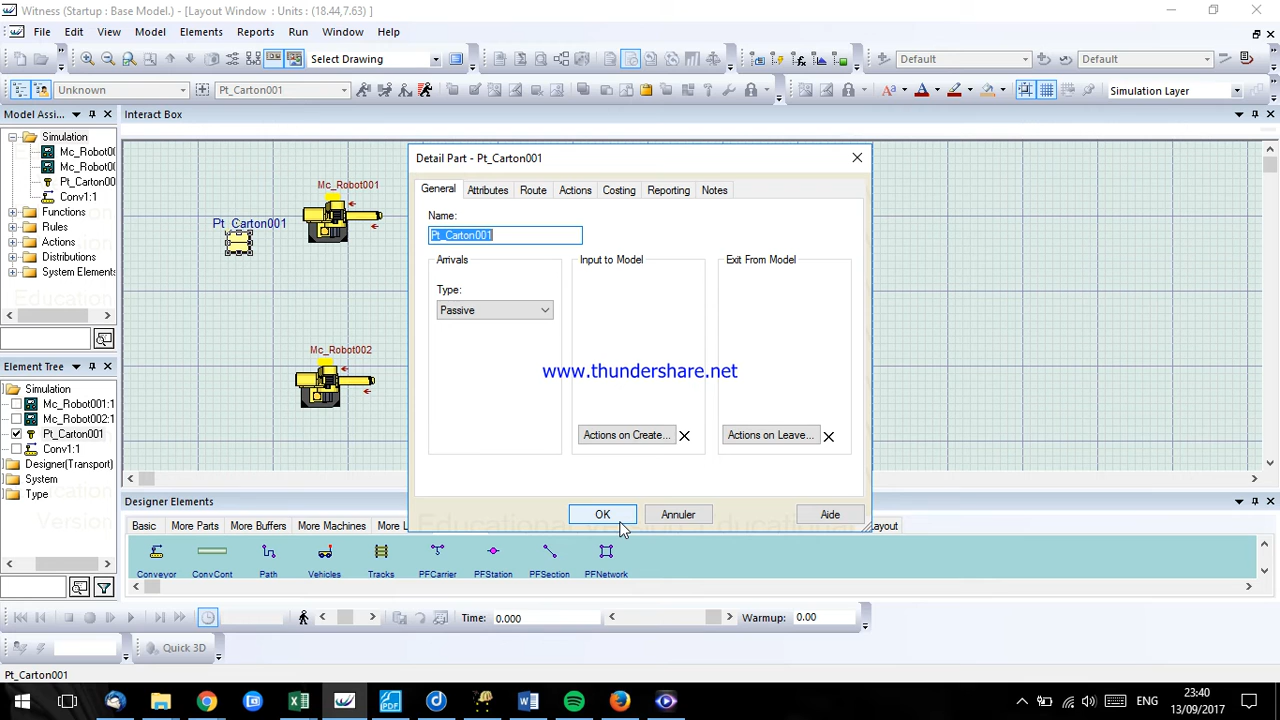 Witness (Startup : Base Model.) - [Layout Window : Units : (18.44,7.63) ]
File Edit View Model Elements Reports Run Window Help
Select Drawing
Default
Default
Unknown
Pt_Carton001
Simulation Layer
Model Assi...
Interact Box
Simulation
Mc_Robot00
Mc_Robot00
Pt_Carton00
Conv1:1
Functions
Rules
Actions
Distributions
System Elements
Mc_Robot001
Pt_Carton001
Mc_Robot002
Detail Part - Pt_Carton001
General Attributes Route Actions Costing Reporting Notes
Name:
Pt_Carton001
Arrivals
Input to Model
Exit From Model
Type:
Passive
www.thundershare.net
Actions on Create...
Actions on Leave...
OK
Annuler
Aide
Element Tree
Simulation
Mc_Robot001:1
Mc_Robot002:1
Pt_Carton001
Conv1:1
Designer(Transport)
System
Type
Designer Elements
Basic More Parts More Buffers More Machines More L
Layout
Conveyor ConvCont Path Vehicles Tracks PFCarrier PFStation PFSection PFNetwork
Time: 0.000
Warmup: 0.00
Quick 3D
Pt_Carton001
ENG
23:40
13/09/2017